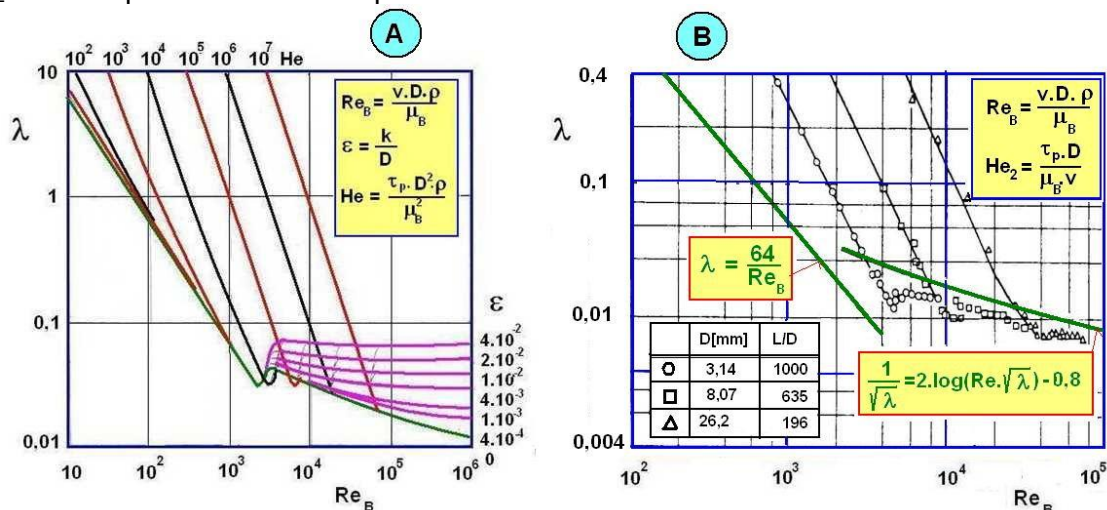 A
10² 10³ 10⁴ 10⁵ 10⁶ 10⁷ He
10
λ
1
0.1
0,01
Re_B = v.D.ρ / μ_B
ε = k / D
He = τ_p.D².ρ / μ_B²
ε
4.10⁻²
2.10⁻²
1.10⁻²
4.10⁻³
1.10⁻³
4.10⁻⁴
0
10 10² 10³ 10⁴ 10⁵ 10⁶
Re_B
B
0,4
λ
0.1
0,01
0,004
Re_B = v.D.ρ / μ_B
He₂ = τ_p.D / μ_B.v
λ = 64 / Re_B
D[mm] L/D
3,14 1000
8,07 635
26,2 196
1 / √λ =2.log(Re.√λ)-0,8
10² 10³ 10⁴ 10⁵
Re_B